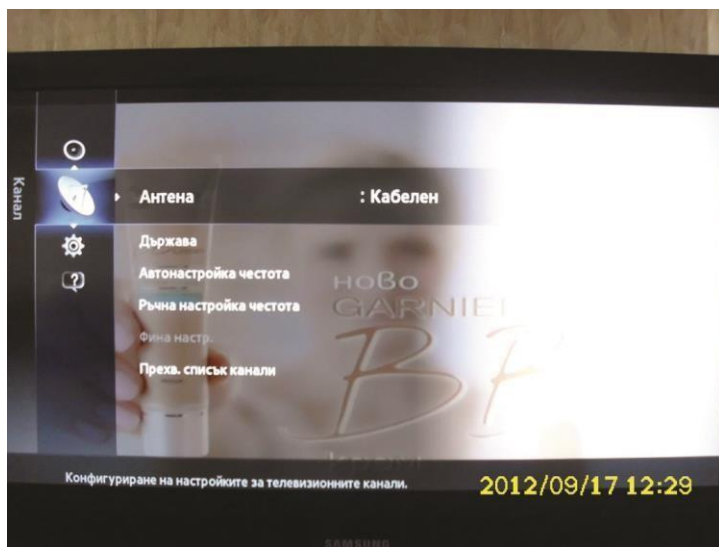 Канал
Антена : Кабелен
Държава
Автонастройка честота
Ръчна настройка честота
Фина настр.
Прехв. списък канали
ново
GARNIE
B
Конфигуриране на настройките за телевизионните канали.
2012/09/17 12:29
SAMSUNG